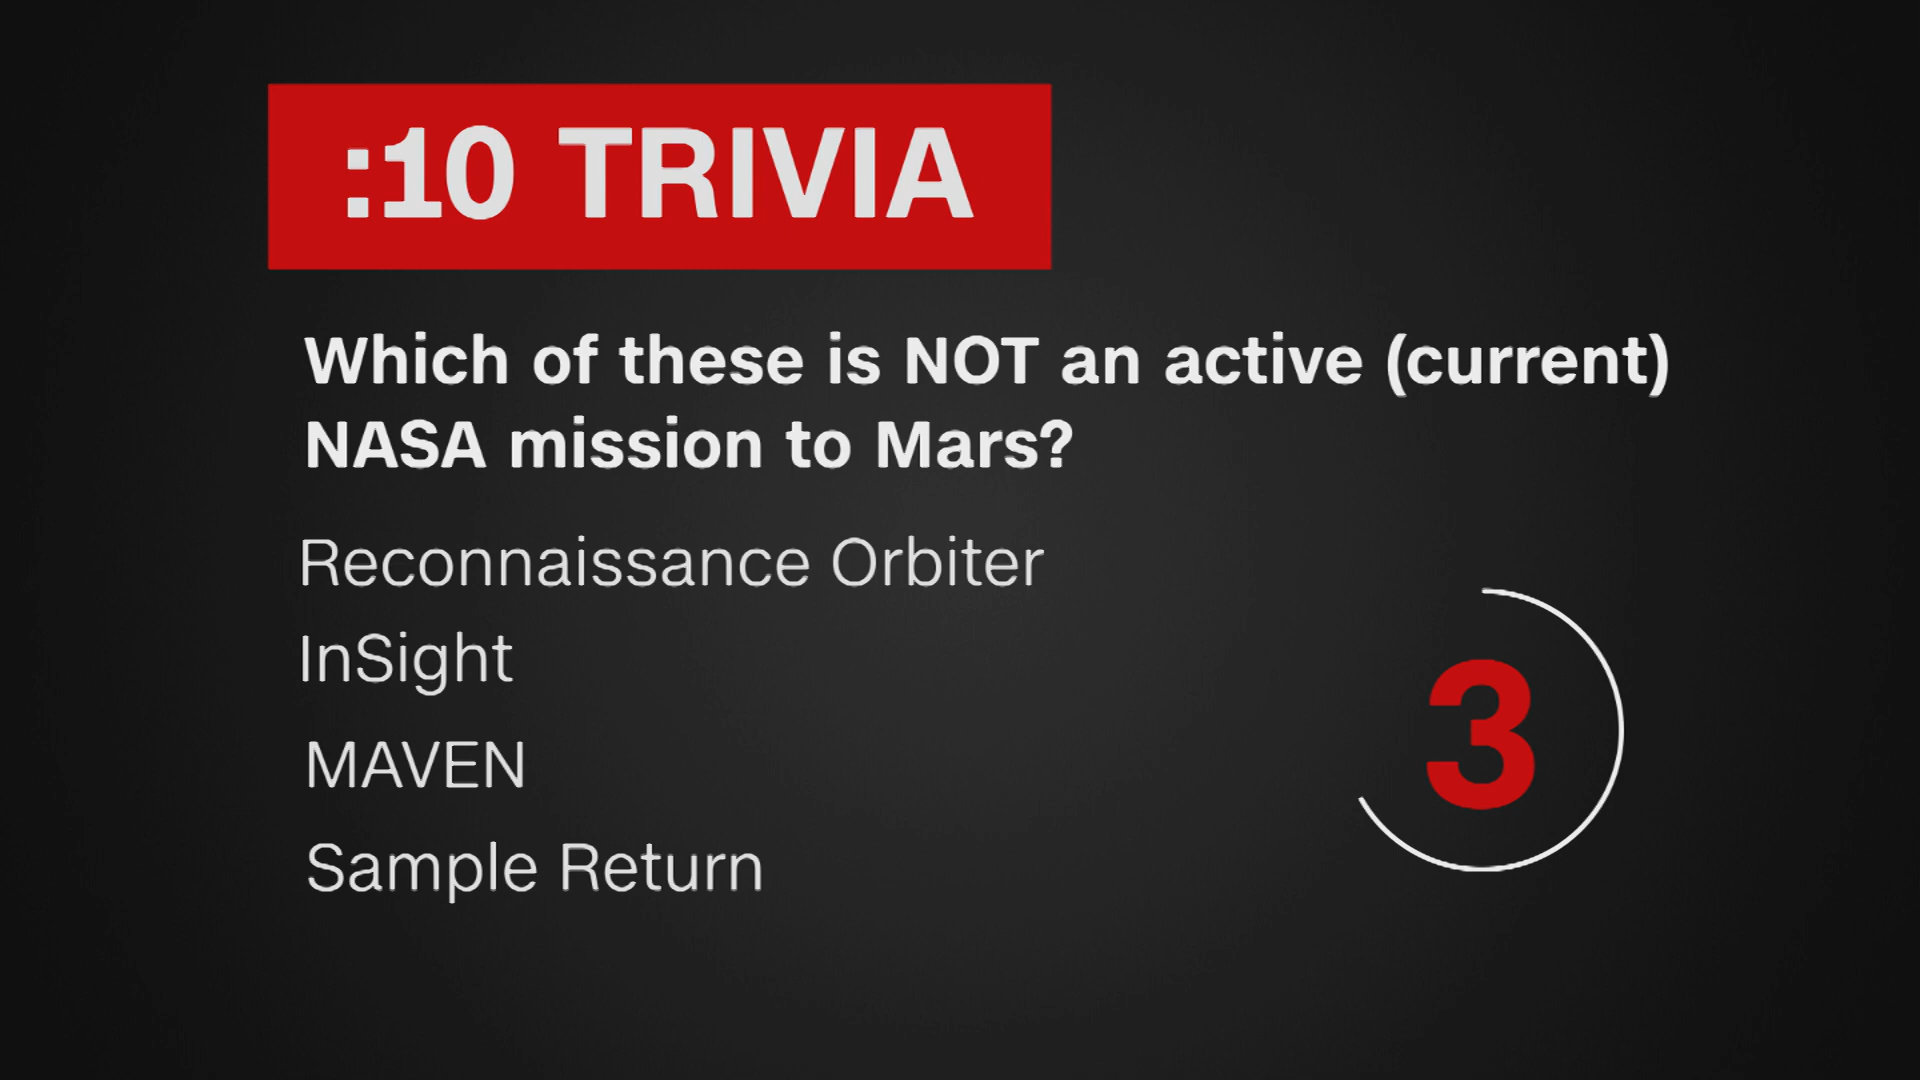 :10 TRIVIA
Which of these is NOT an active (current)
NASA mission to Mars?
Reconnaissance Orbiter
InSight
MAVEN
Sample Return
3